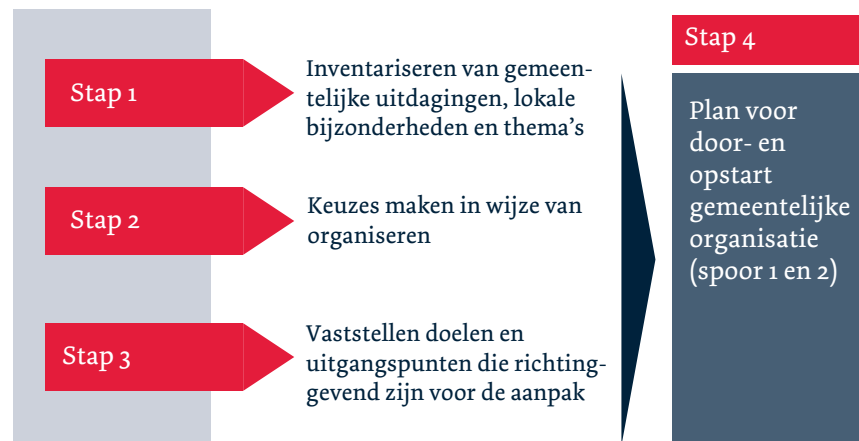 Stap 1
Inventariseren van gemeen-
telijke uitdagingen, lokale
bijzonderheden en thema's
Stap 2
Keuzes maken in wijze van
organiseren
Stap 3
Vaststellen doelen en
uitgangspunten die richting-
gevend zijn voor de aanpak
Stap 4
Plan voor
door- en
opstart
gemeentelijke
organisatie
(spoor 1 en 2)